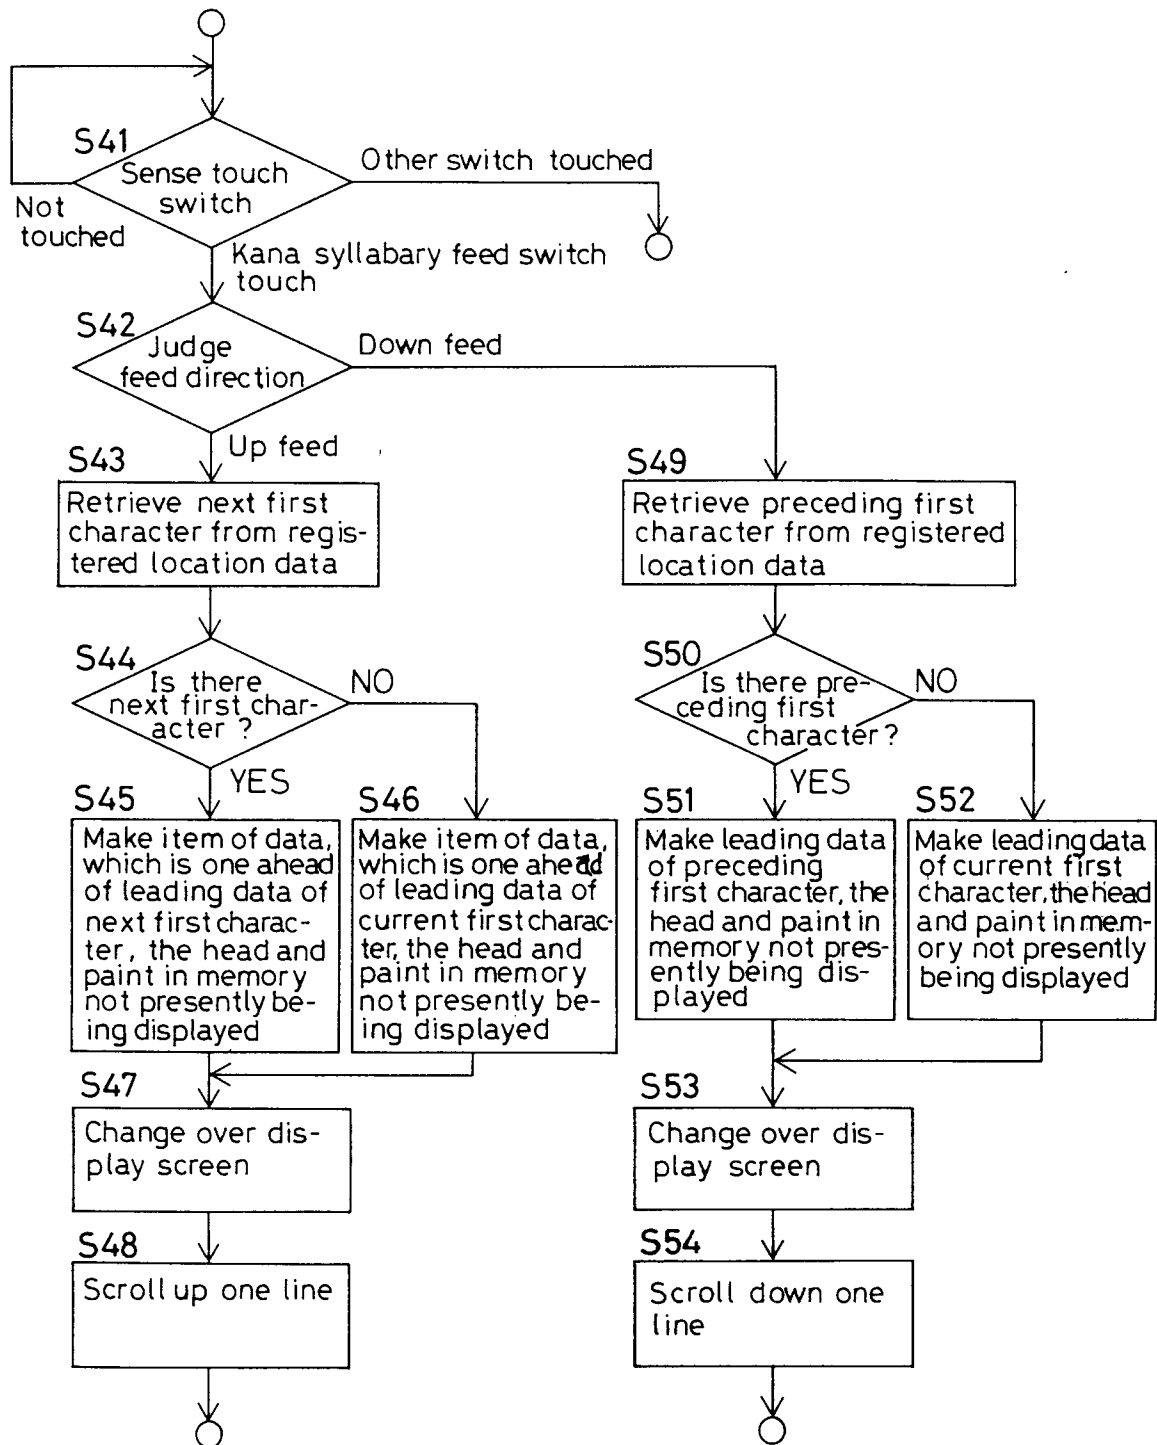 S41
Sense touch
switch
Other switch touched
Not
touched
Kana syllabary feed switch
touch
S42
Judge
feed direction
Down feed
Up feed
S43
Retrieve next first
character from regis-
tered location data
S44
Is there
next first char-
acter ?
NO
YES
S45
Make item of data,
which is one ahead
of leading data of
next first charac-
ter, the head and
paint in memory
not presently be-
ing displayed
S46
Make item of data,
which is one ahead
of leading data of
current first charac-
ter, the head and
paint in memory
not presently be-
ing displayed
S47
Change over dis-
play screen
S48
Scroll up one line
S49
Retrieve preceding first
character from registered
location data
S50
Is there pre-
ceding first
character?
NO
YES
S51
Make leading data
of preceding
first character, the
head and paint in
memory not pres-
ently being dis-
played
S52
Make leading data
of current first
character, the head
and paint in mem-
ory not presently
being displayed
S53
Change over dis-
play screen
S54
Scroll down one
line